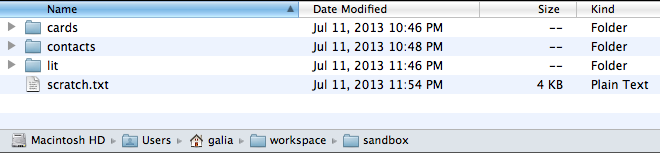 Name Date Modified Size Kind
cards Jul 11, 2013 10:46 PM -- Folder
contacts Jul 11, 2013 10:48 PM -- Folder
lit Jul 11, 2013 11:46 PM -- Folder
scratch.txt Jul 11, 2013 11:54 PM 4 KB Plain Text
Macintosh HD Users galia workspace sandbox